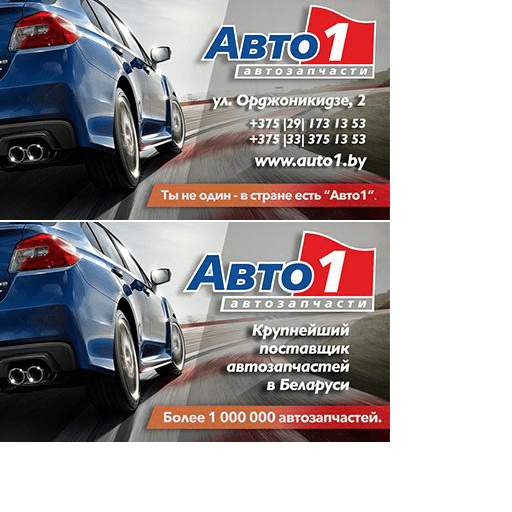 АВТО1
автозапчасти
ул. Орджоникидзе, 2
+375 |29| 173 13 53
+375 |33| 375 13 53
www.auto1.by
Ты не один - в стране есть "Авто1".
АВТО1
автозапчасти
Крупнейший
поставщик
автозапчастей
в Беларуси
Более 1 000 000 автозапчастей.